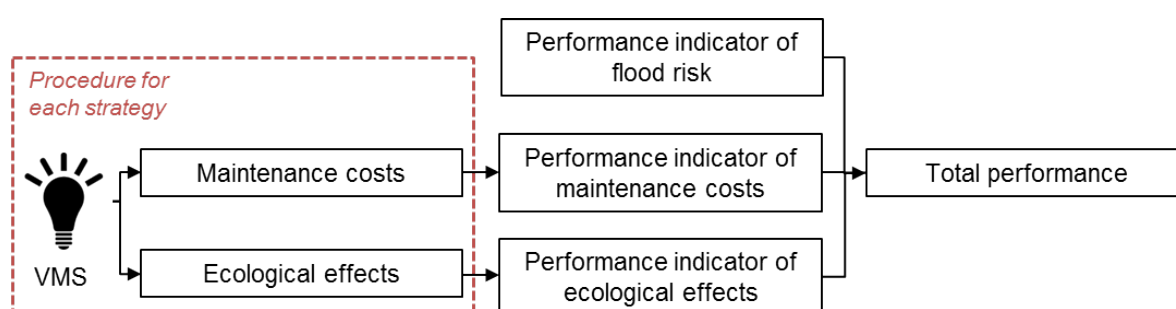 Performance indicator of
flood risk
Procedure for
each strategy
Maintenance costs
Performance indicator of
maintenance costs
Total performance
VMS
Ecological effects
Performance indicator of
ecological effects